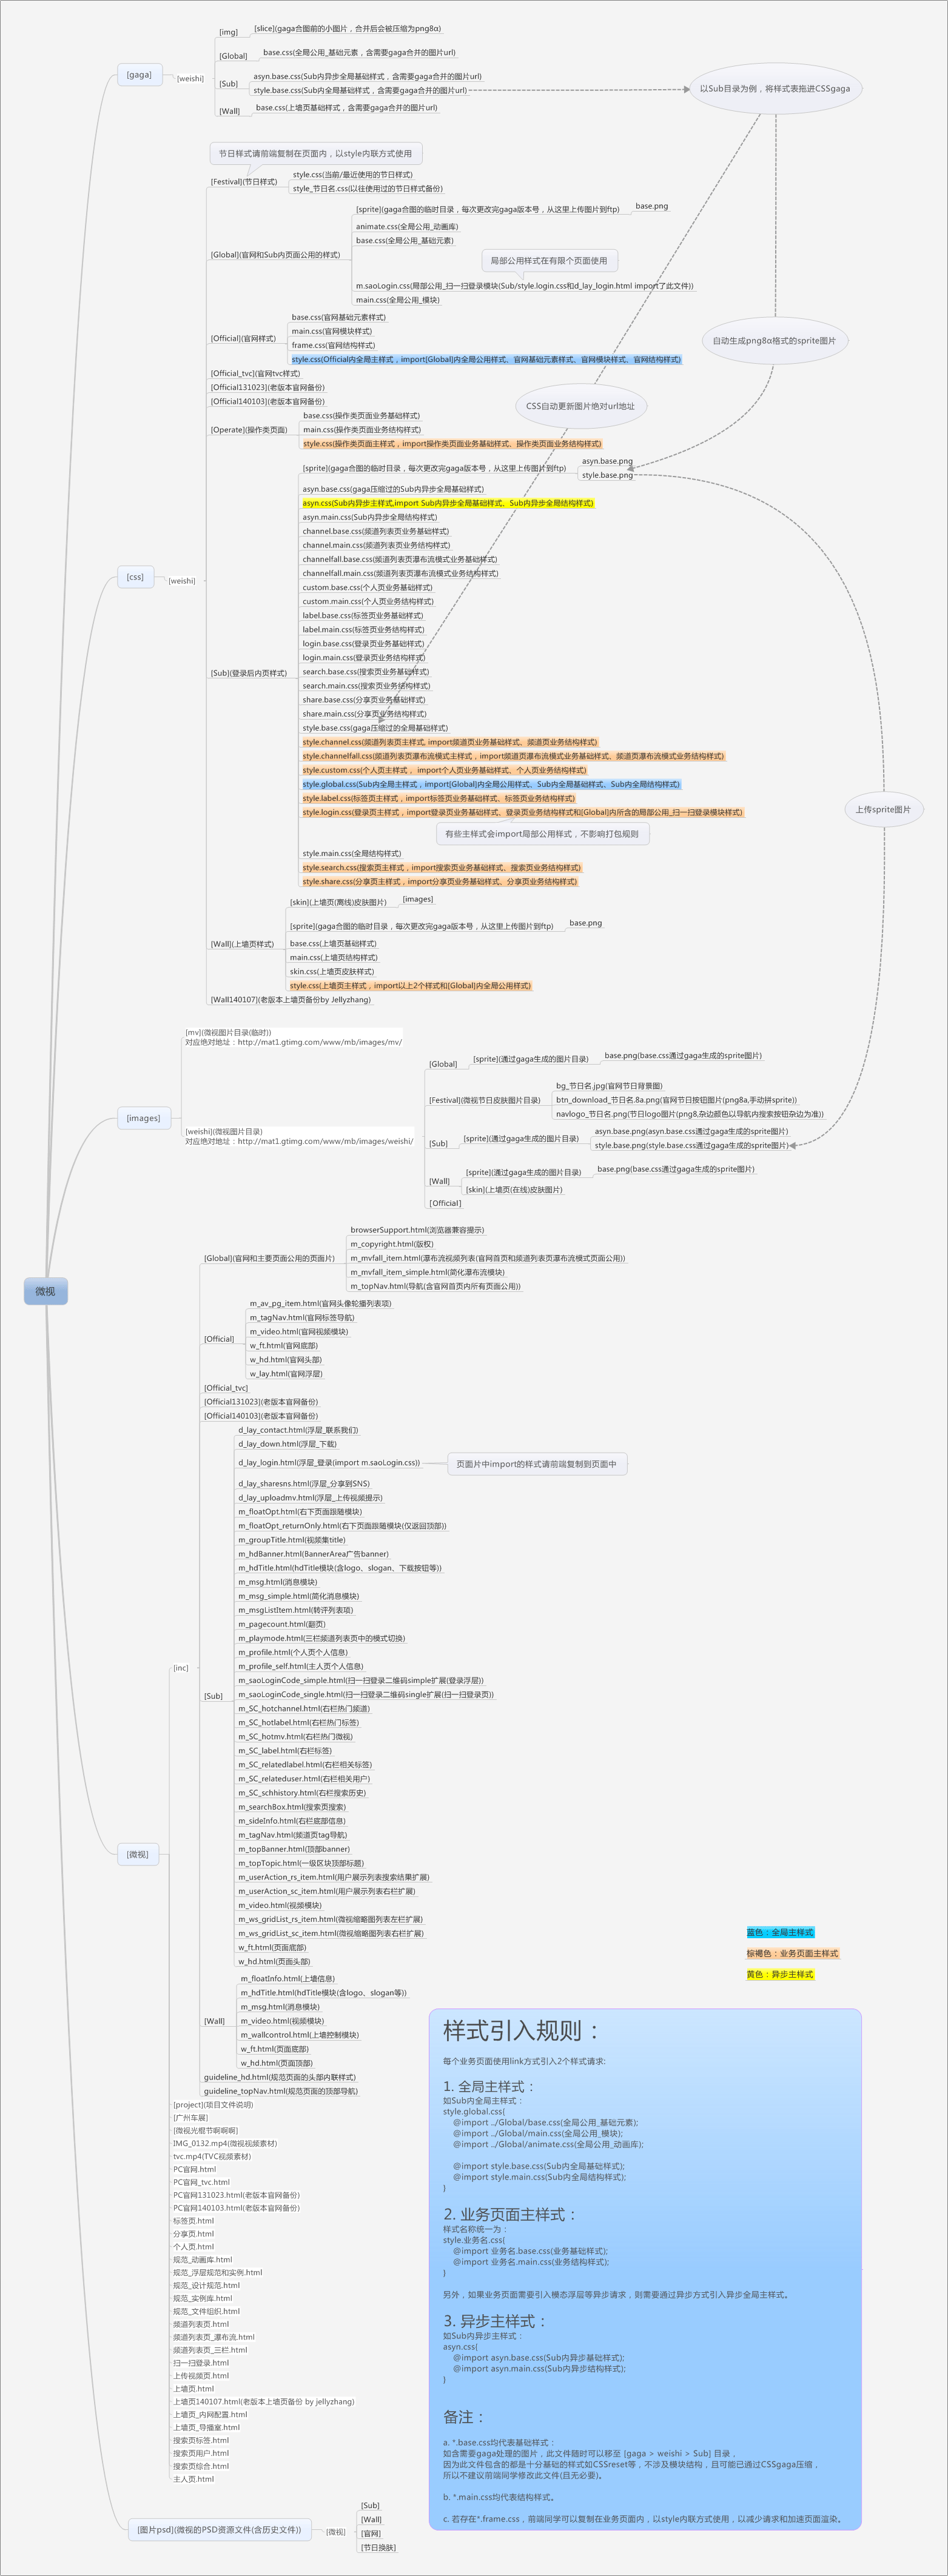 [img]
[slice](gaga合图前的小图片，合并后会被压缩为png8α)
[Global]
base.css(全局公用_基础元素，含需要gaga合并的图片url)
[gaga]
[weishi]
[Sub]
asyn.base.css(Sub内异步全局基础样式，含需要gaga合并的图片url)
style.base.css(Sub内全局基础样式，含需要gaga合并的图片url)
以Sub目录为例，将样式表拖进CSSgaga
[Wall]
base.css(上墙页基础样式，含需要gaga合并的图片url)
节日样式请前端复制在页面内，以style内联方式使用
[Festival](节日样式)
style.css(当前/最近使用的节日样式)
style_节日名.css(以往使用过的节日样式备份)
[Global](官网和Sub内页面公用的样式)
[sprite](gaga合图的临时目录，每次更改完gaga版本号，从这里上传图片到ftp)
base.png
animate.css(全局公用_动画库)
base.css(全局公用_基础元素)
局部公用样式在有限个页面使用
m.saoLogin.css(局部公用_扫一扫登录模块(Sub/style.login.css和d_lay_login.html import了此文件))
main.css(全局公用_模块)
[Official](官网样式)
base.css(官网基础元素样式)
main.css(官网模块样式)
frame.css(官网结构样式)
style.css(Official内全局主样式，import[Global]内全局公用样式、官网基础元素样式、官网模块样式、官网结构样式)
自动生成png8α格式的sprite图片
[Official_tvc](官网tvc样式)
[Official131023](老版本官网备份)
[Official140103](老版本官网备份)
CSS自动更新图片绝对url地址
[Operate](操作类页面)
base.css(操作类页面业务基础样式)
main.css(操作类页面业务结构样式)
style.css(操作类页面主样式，import操作类页面业务基础样式、操作类页面业务结构样式)
[css]
[weishi]
[Sub](登录后内页样式)
[sprite](gaga合图的临时目录，每次更改完gaga版本号，从这里上传图片到ftp)
asyn.base.png
style.base.png
asyn.base.css(gaga压缩过的Sub内异步全局基础样式)
asyn.css(Sub内异步主样式,import Sub内异步全局基础样式、Sub内异步全局结构样式)
asyn.main.css(Sub内异步全局结构样式)
channel.base.css(频道列表页业务基础样式)
channel.main.css(频道列表页业务结构样式)
channelfall.base.css(频道列表页瀑布流模式业务基础样式)
channelfall.main.css(频道列表页瀑布流模式业务结构样式)
custom.base.css(个人页业务基础样式)
custom.main.css(个人页业务结构样式)
label.base.css(标签页业务基础样式)
label.main.css(标签页业务结构样式)
login.base.css(登录页业务基础样式)
login.main.css(登录页业务结构样式)
search.base.css(搜索页业务基础样式)
search.main.css(搜索页业务结构样式)
share.base.css(分享页业务基础样式)
share.main.css(分享页业务结构样式)
style.base.css(gaga压缩过的全局基础样式)
style.channel.css(频道列表页主样式, import频道页业务基础样式、频道页业务结构样式)
style.channelfall.css(频道列表页瀑布流模式主样式，import频道页瀑布流模式业务基础样式、频道页瀑布流模式业务结构样式)
style.custom.css(个人页主样式，import个人页业务基础样式、个人页业务结构样式)
style.global.css(Sub内全局主样式，import[Global]内全局公用样式、Sub内全局基础样式、Sub内全局结构样式)
style.label.css(标签页主样式，import标签页业务基础样式、标签页业务结构样式)
style.login.css(登录页主样式，import登录页业务基础样式、登录页业务结构样式和[Global]内所含的局部公用_扫一扫登录模块样式)
上传sprite图片
有些主样式会import局部公用样式，不影响打包规则
style.main.css(全局结构样式)
style.search.css(搜索页主样式，import搜索页业务基础样式、搜索页业务结构样式)
style.share.css(分享页主样式，import分享页业务基础样式、分享页业务结构样式)
[Wall](上墙页样式)
[skin](上墙页(离线)皮肤图片)
[images]
[sprite](gaga合图的临时目录，每次更改完gaga版本号，从这里上传图片到ftp)
base.png
base.css(上墙页基础样式)
main.css(上墙页结构样式)
skin.css(上墙页皮肤样式)
style.css(上墙页主样式，import以上2个样式和[Global]内全局公用样式)
[Wall140107](老版本上墙页备份by Jellyzhang)
[images]
[mv](微视图片目录(临时))
对应绝对地址：http://mat1.gtimg.com/www/mb/images/mv/
[weishi](微视图片目录)
对应绝对地址：http://mat1.gtimg.com/www/mb/images/weishi/
[Global]
[sprite](通过gaga生成的图片目录)
base.png(base.css通过gaga生成的sprite图片)
[Festival](微视节日皮肤图片目录)
bg_节日名.jpg(官网节日背景图)
btn_download_节日名.8a.png(官网节日按钮图片(png8a,手动拼sprite))
navlogo_节日名.png(节日logo图片(png8,杂边颜色以导航内搜索按钮杂边为准))
[Sub]
[sprite](通过gaga生成的图片目录)
asyn.base.png(asyn.base.css通过gaga生成的sprite图片)
style.base.png(style.base.css通过gaga生成的sprite图片)
[Wall]
[sprite](通过gaga生成的图片目录)
base.png(base.css通过gaga生成的sprite图片)
[skin](上墙页(在线)皮肤图片)
[Official]
微视
[微视]
[inc]
[Global](官网和主要页面公用的页面片)
browserSupport.html(浏览器兼容提示)
m_copyright.html(版权)
m_mvfall_item.html(瀑布流视频列表(官网首页和频道列表页瀑布流模式页面公用))
m_mvfall_item_simple.html(简化瀑布流模块)
m_topNav.html(导航(含官网首页内所有页面公用))
[Official]
m_av_pg_item.html(官网头像轮播列表项)
m_tagNav.html(官网标签导航)
m_video.html(官网视频模块)
w_ft.html(官网底部)
w_hd.html(官网头部)
w_lay.html(官网浮层)
[Official_tvc]
[Official131023](老版本官网备份)
[Official140103](老版本官网备份)
[Sub]
d_lay_contact.html(浮层_联系我们)
d_lay_down.html(浮层_下载)
d_lay_login.html(浮层_登录(import m.saoLogin.css))
页面片中import的样式请前端复制到页面中
d_lay_sharesns.html(浮层_分享到SNS)
d_lay_uploadmv.html(浮层_上传视频提示)
m_floatOpt.html(右下页面跟随模块)
m_floatOpt_returnOnly.html(右下页面跟随模块(仅返回顶部))
m_groupTitle.html(视频集title)
m_hdBanner.html(BannerArea广告banner)
m_hdTitle.html(hdTitle模块(含logo、slogan、下载按钮等))
m_msg.html(消息模块)
m_msg_simple.html(简化消息模块)
m_msgListItem.html(转评列表项)
m_pagecount.html(翻页)
m_playmode.html(三栏频道列表页中的模式切换)
m_profile.html(个人页个人信息)
m_profile_self.html(主人页个人信息)
m_saoLoginCode_simple.html(扫一扫登录二维码simple扩展(登录浮层))
m_saoLoginCode_single.html(扫一扫登录二维码single扩展(扫一扫登录页))
m_SC_hotchannel.html(右栏热门频道)
m_SC_hotlabel.html(右栏热门标签)
m_SC_hotmv.html(右栏热门微视)
m_SC_label.html(右栏标签)
m_SC_relatedlabel.html(右栏相关标签)
m_SC_relateduser.html(右栏相关用户)
m_SC_schhistory.html(右栏搜索历史)
m_searchBox.html(搜索页搜索)
m_sideInfo.html(右栏底部信息)
m_tagNav.html(频道页tag导航)
m_topBanner.html(顶部banner)
m_topTopic.html(一级区块顶部标题)
m_userAction_rs_item.html(用户展示列表搜索结果扩展)
m_userAction_sc_item.html(用户展示列表右栏扩展)
m_video.html(视频模块)
m_ws_gridList_rs_item.html(微视缩略图列表左栏扩展)
m_ws_gridList_sc_item.html(微视缩略图列表右栏扩展)
w_ft.html(页面底部)
w_hd.html(页面头部)
[Wall]
m_floatInfo.html(上墙信息)
m_hdTitle.html(hdTitle模块(含logo、slogan等))
m_msg.html(消息模块)
m_video.html(视频模块)
m_wallcontrol.html(上墙控制模块)
w_ft.html(页面底部)
w_hd.html(页面顶部)
guideline_hd.html(规范页面的头部内联样式)
guideline_topNav.html(规范页面的顶部导航)
[project](项目文件说明)
[广州车展]
[微视光棍节啊啊啊]
IMG_0132.mp4(微视视频素材)
tvc.mp4(TVC视频素材)
PC官网.html
PC官网_tvc.html
PC官网131023.html(老版本官网备份)
PC官网140103.html(老版本官网备份)
标签页.html
分享页.html
个人页.html
规范_动画库.html
规范_浮层规范和实例.html
规范_设计规范.html
规范_实例库.html
规范_文件组织.html
频道列表页.html
频道列表页_瀑布流.html
频道列表页_三栏.html
扫一扫登录.html
上传视频页.html
上墙页.html
上墙页140107.html(老版本上墙页备份 by jellyzhang)
上墙页_内网配置.html
上墙页_导播室.html
搜索页标签.html
搜索页用户.html
搜索页综合.html
主人页.html
[图片psd](微视的PSD资源文件(含历史文件))
[微视]
[Sub]
[Wall]
[官网]
[节日换肤]
蓝色：全局主样式
棕褐色：业务页面主样式
黄色：异步主样式
样式引入规则：
每个业务页面使用link方式引入2个样式请求:
1. 全局主样式：
如Sub内全局主样式：
style.global.css{
@import ../Global/base.css(全局公用_基础元素);
@import ../Global/main.css(全局公用_模块);
@import ../Global/animate.css(全局公用_动画库);
@import style.base.css(Sub内全局基础样式);
@import style.main.css(Sub内全局结构样式);
}
2. 业务页面主样式：
样式名称统一为：
style.业务名.css{
@import 业务名.base.css(业务基础样式);
@import 业务名.main.css(业务结构样式);
}
另外，如果业务页面需要引入模态浮层等异步请求，则需要通过异步方式引入异步全局主样式。
3. 异步主样式：
如Sub内异步主样式：
asyn.css{
@import asyn.base.css(Sub内异步基础样式);
@import asyn.main.css(Sub内异步结构样式);
}
备注：
a. *.base.css均代表基础样式：
如含需要gaga处理的图片，此文件随时可以移至 [gaga > weishi > Sub] 目录，
因为此文件包含的都是十分基础的样式如CSSreset等，不涉及模块结构，且可能已通过CSSgaga压缩，
所以不建议前端同学修改此文件(且无必要)。
b. *.main.css均代表结构样式。
c. 若存在*.frame.css，前端同学可以复制在业务页面内，以style内联方式使用，以减少请求和加速页面渲染。